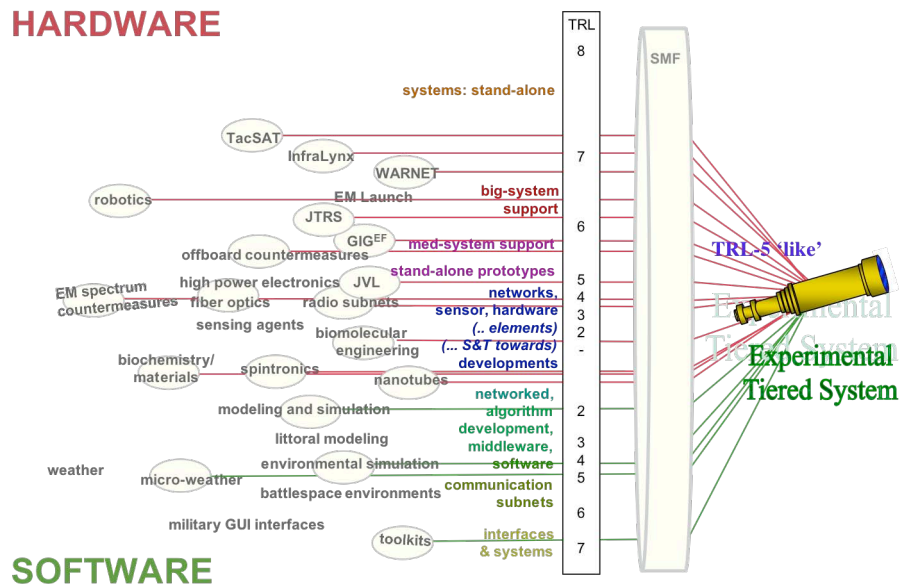 HARDWARE
TRL
8
SMF
systems: stand-alone
TacSAT
InfraLynx
7
WARNET
EM Launch
robotics
big-system
support
JTRS
6
GIGEF
med-system support
TRL-5 ‘like’
offboard countermeasures
stand-alone prototypes
high power electronics
JVL
5
EM spectrum
countermeasures
fiber optics
radio subnets
networks,
4
sensor, hardware
3
sensing agents
(.. elements)
2
biomolecular
engineering
(... S&T towards)
-
developments
Experimental
Tiered System
Experimental
Tiered System
biochemistry/
materials
spintronics
nanotubes
networked,
modeling and simulation
algorithm
2
development,
littoral modeling
3
middleware,
environmental simulation
software
4
weather
micro-weather
5
communication
subnets
battlespace environments
6
military GUI interfaces
toolkits
interfaces
& systems
7
SOFTWARE